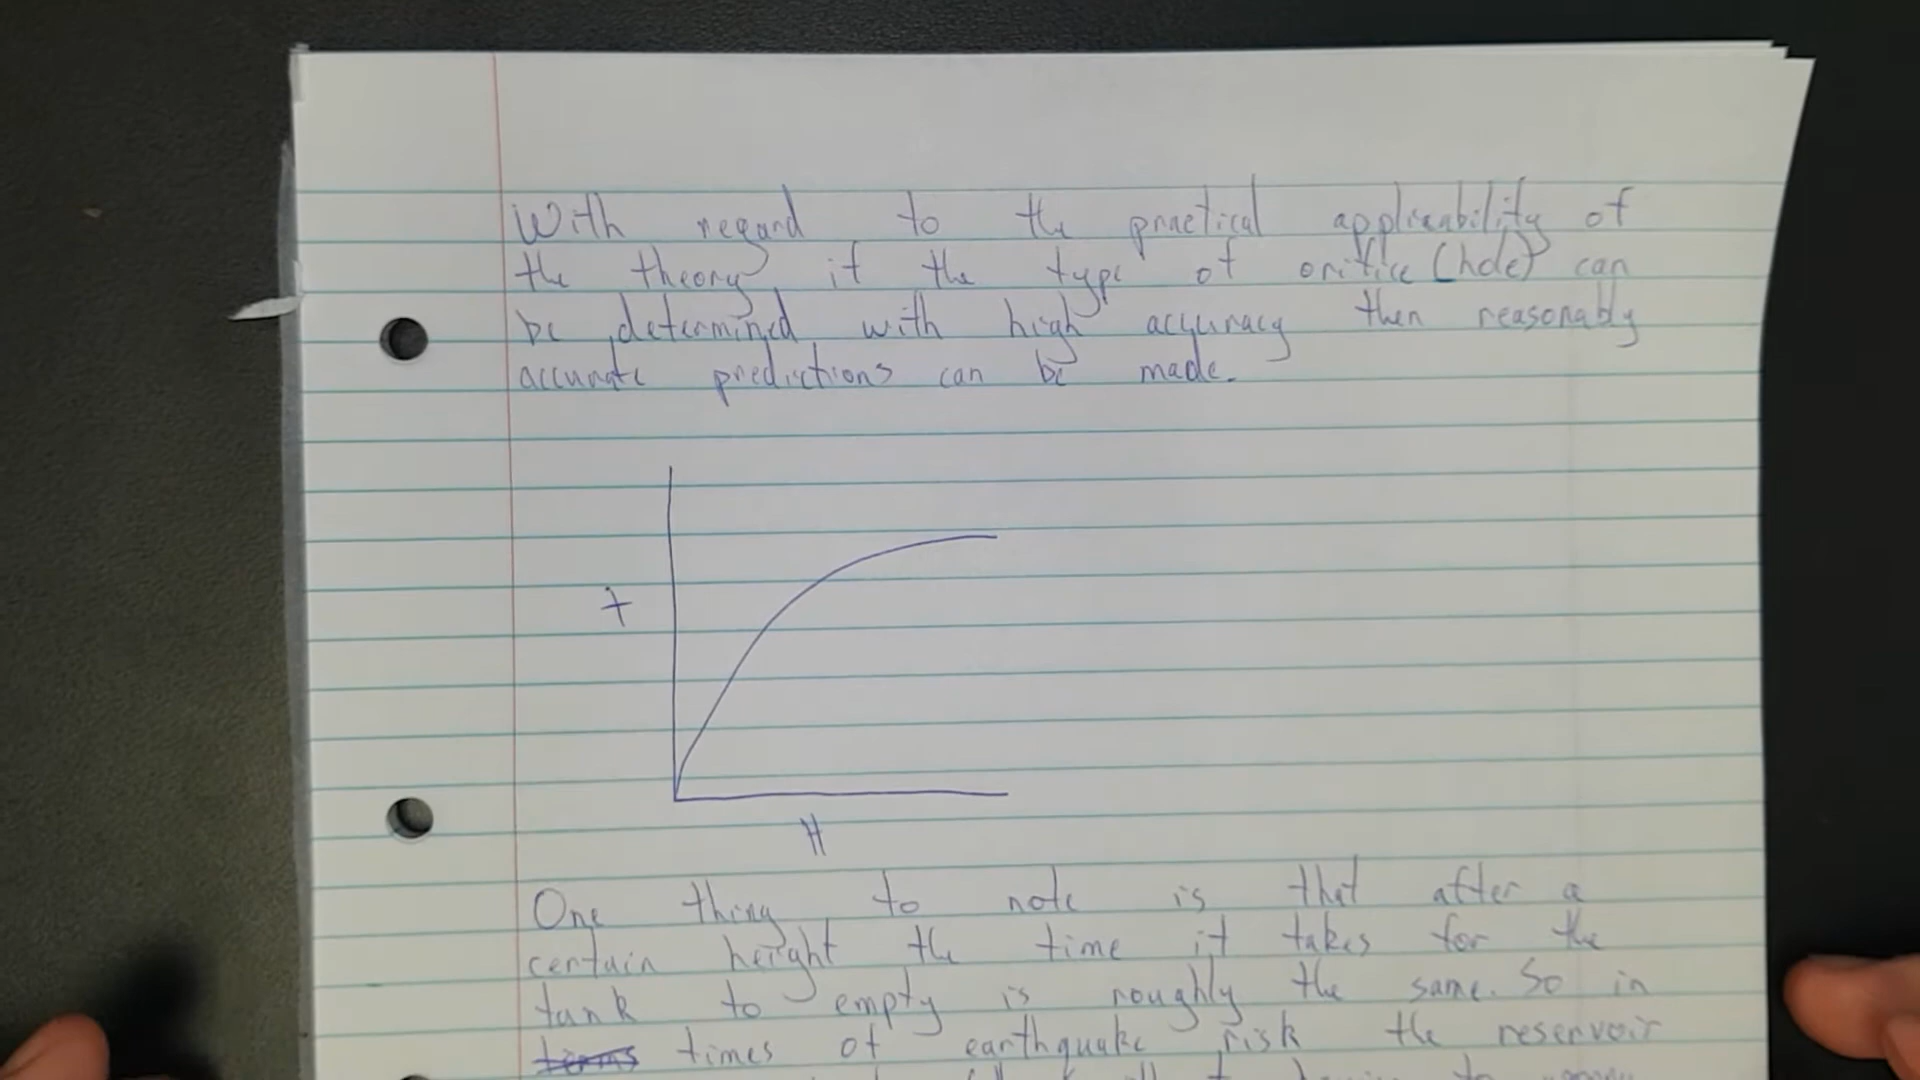 With regard to the practical applicability of
the theory if the type of orifice (hole) can
be determined with high accuracy then reasonably
accurate predictions can be made.
t
H
One thing to note is that after a
certain height the time it takes for the
tank to empty is roughly the same. So in
times of earthquake risk the reservoir